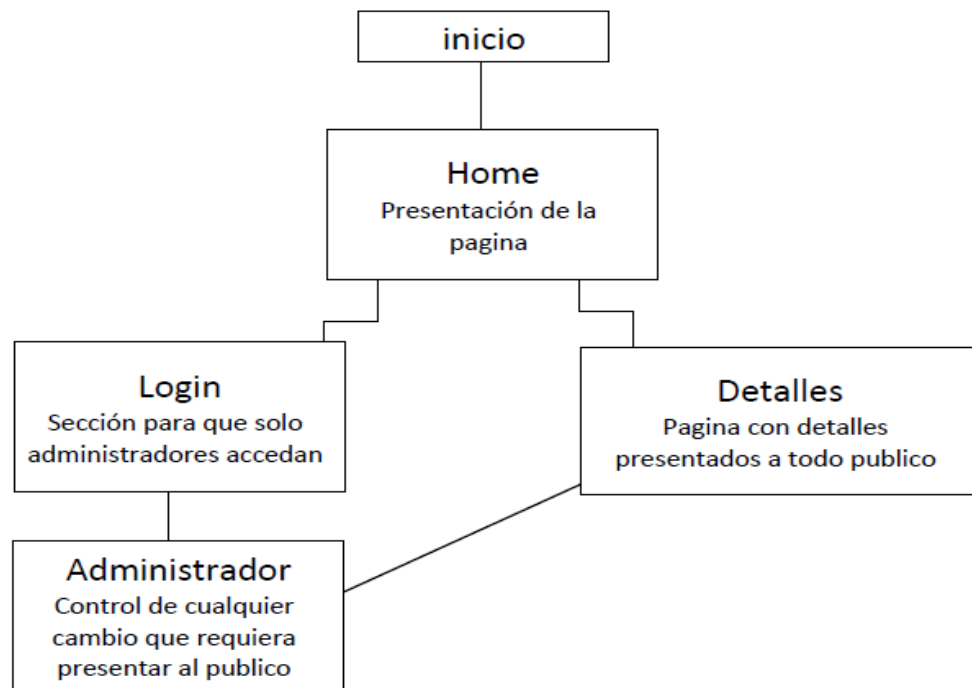 inicio
Home
Presentación de la
pagina
Login
Sección para que solo
administradores accedan
Detalles
Pagina con detalles
presentados a todo publico
Administrador
Control de cualquier
cambio que requiera
presentar al publico